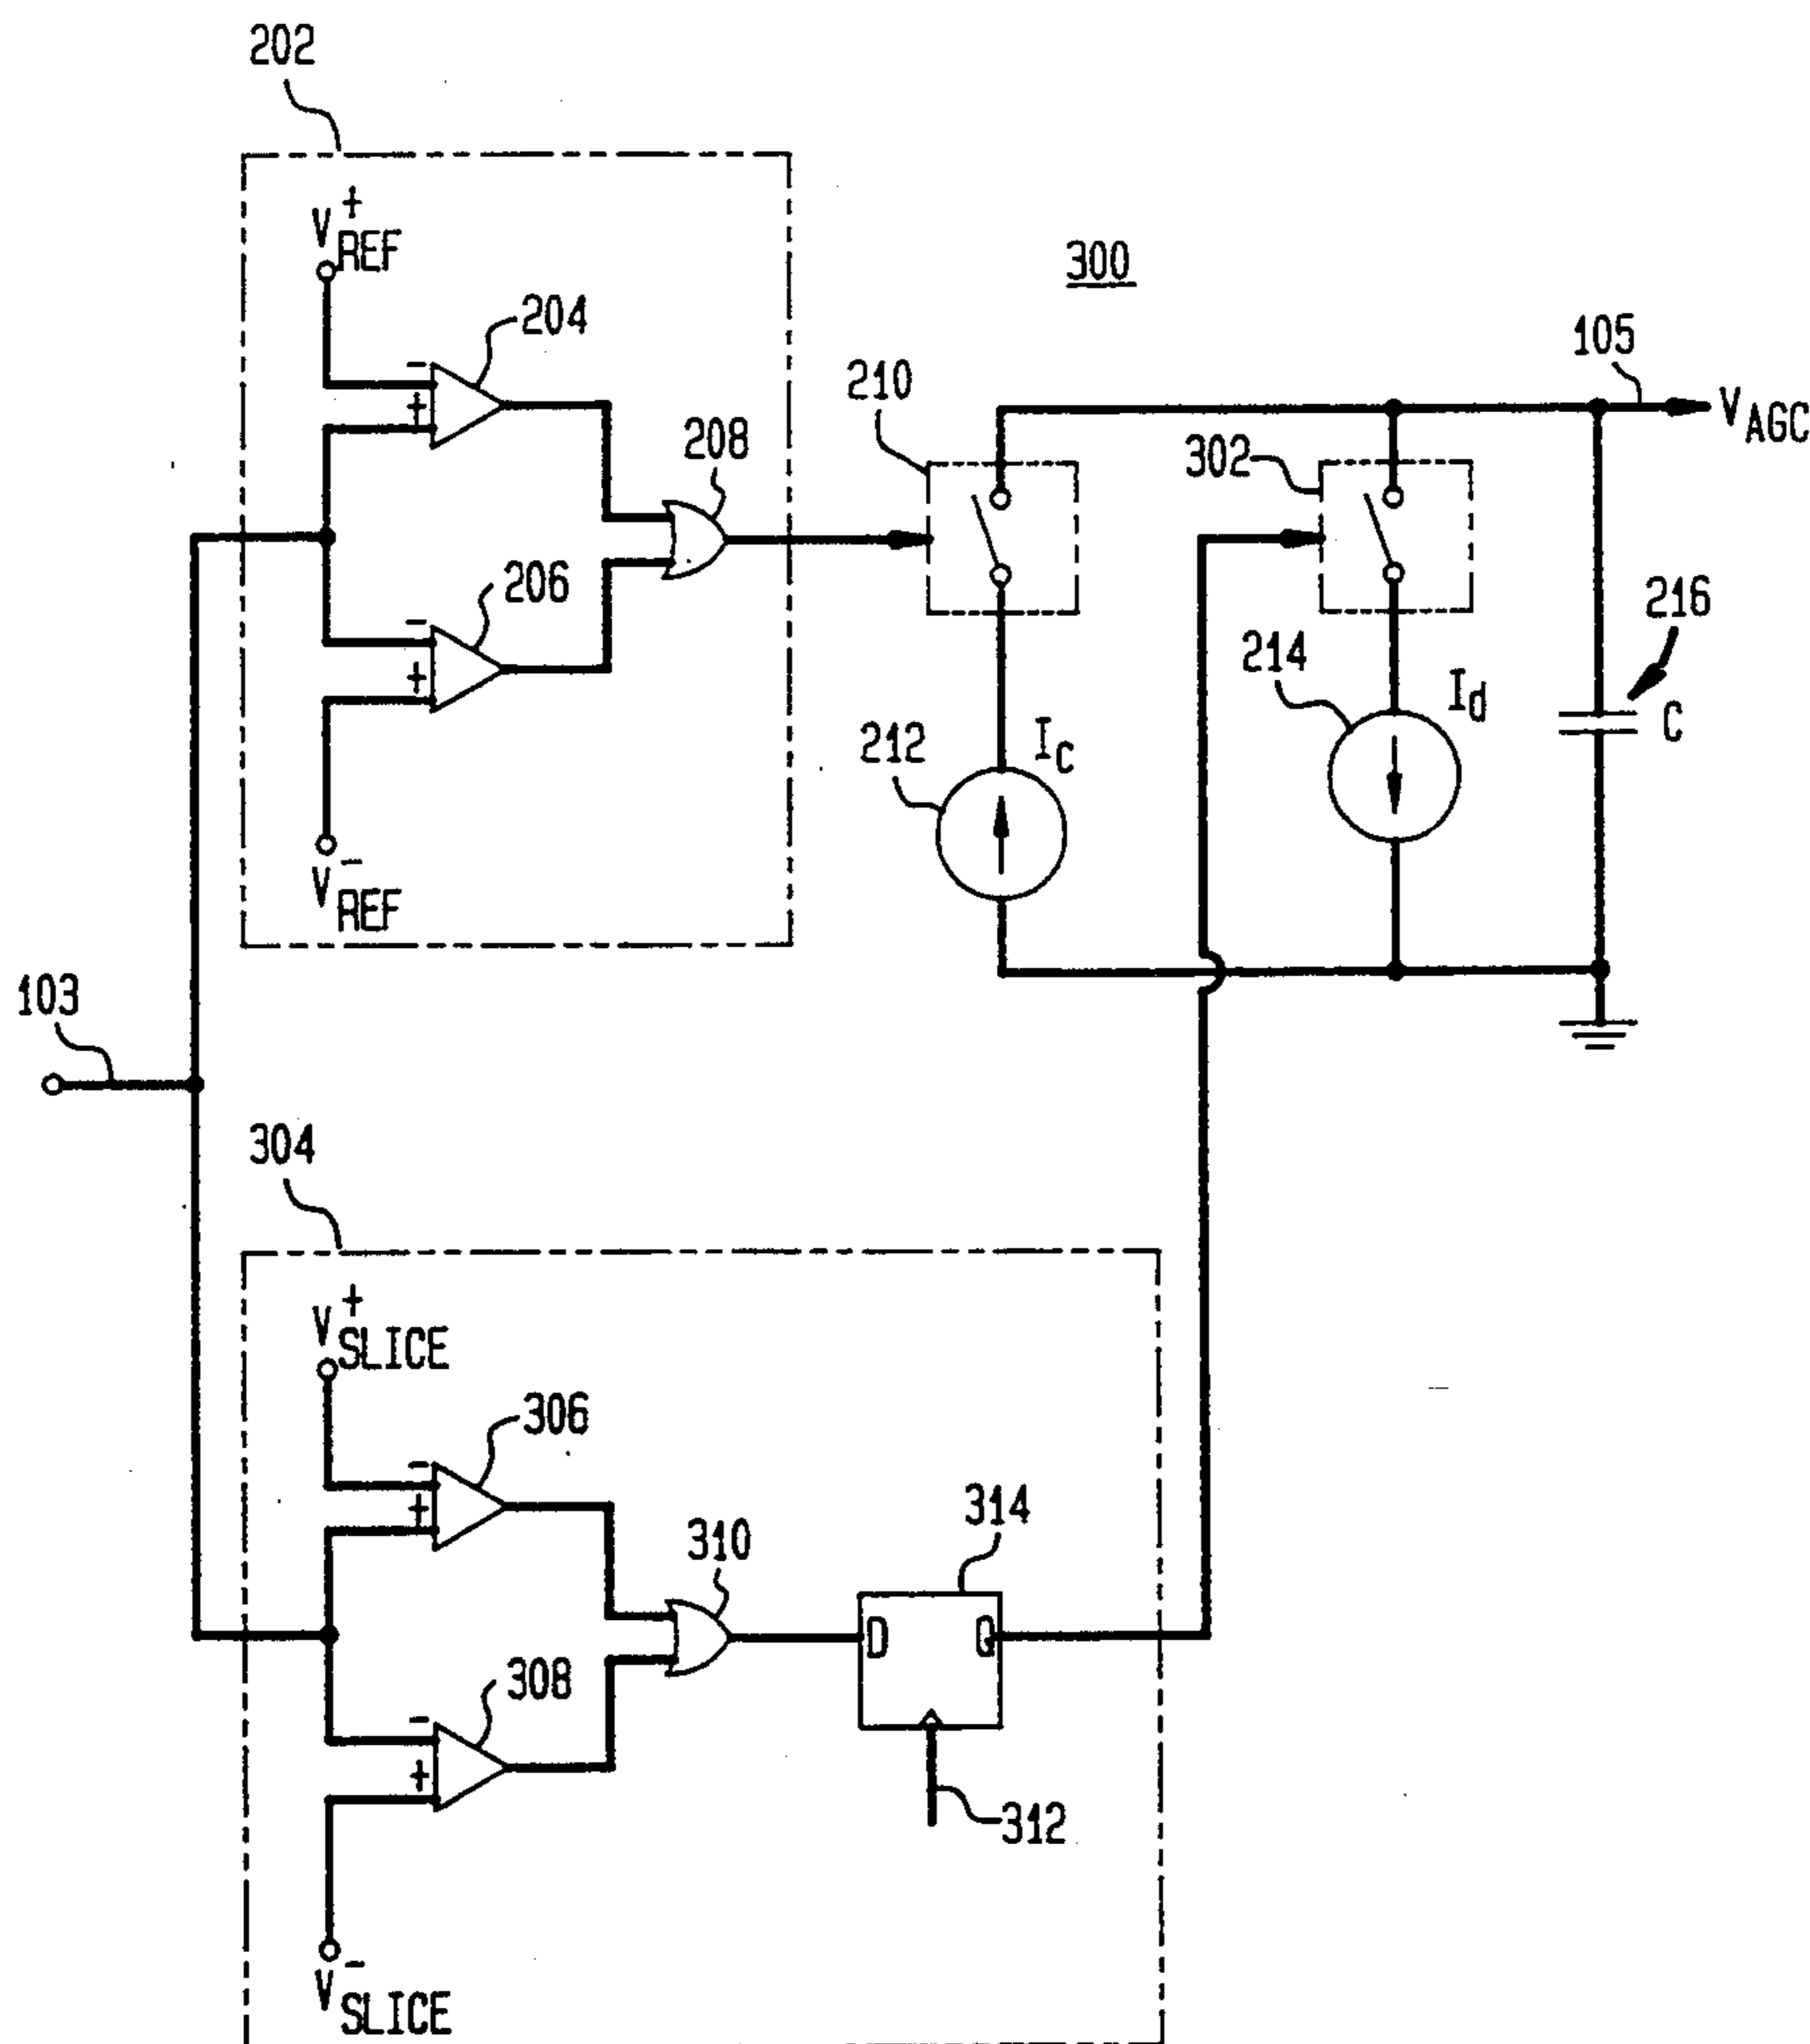 202
V+REF
300
204
105
210
VAGC
208
302
206
216
214
Id
C
212
Ic
V-REF
103
304
V+SLICE
306
314
310
D Q
308
312
V-SLICE
- +
- +
- +
- +